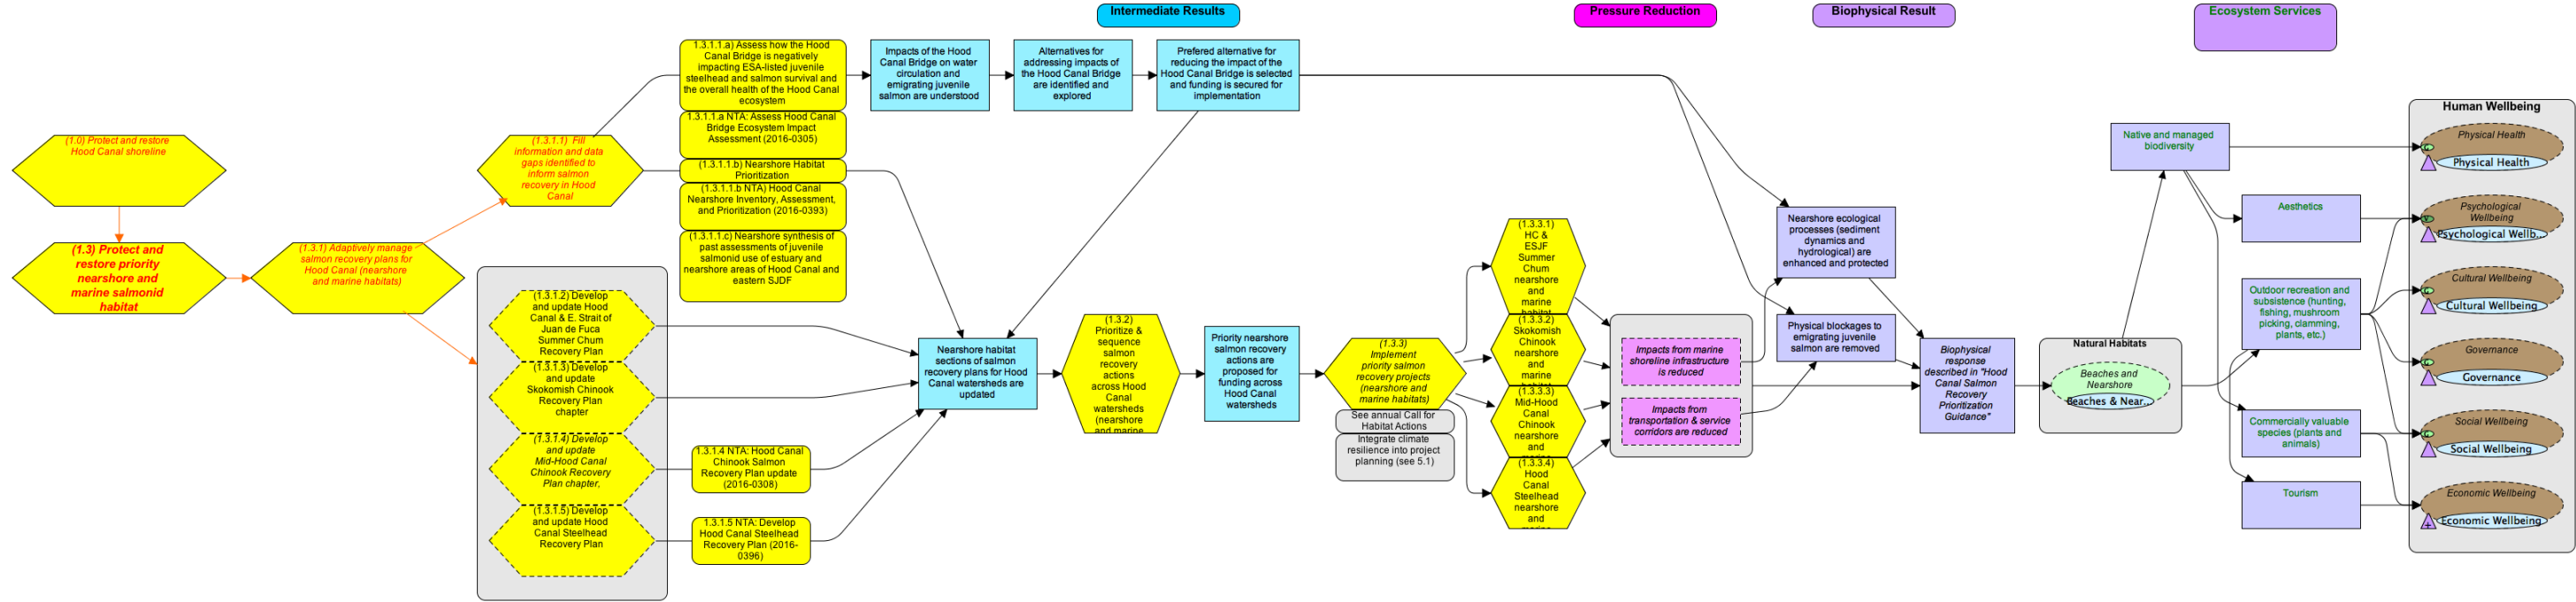 Intermediate Results
Pressure Reduction
Biophysical Result
Ecosystem Services
(1.0) Protect and restore
Hood Canal shoreline
(1.3) Protect and
restore priority
nearshore and
marine salmonid
habitat
(1.3.1) Adaptively manage
salmon recovery plans for
Hood Canal (nearshore
and marine habitats)
(1.3.1.1) Fill
information and data
gaps identified to
inform salmon
recovery in Hood
Canal
1.3.1.1.a) Assess how the Hood
Canal Bridge is negatively
impacting ESA-listed juvenile
steelhead and salmon survival and
the overall health of the Hood Canal
ecosystem
1.3.1.1.a NTA: Assess Hood Canal
Bridge Ecosystem Impact
Assessment (2016-0305)
(1.3.1.1.b) Nearshore Habitat
Prioritization
(1.3.1.1.b NTA) Hood Canal
Nearshore Inventory, Assessment,
and Prioritization (2016-0393)
(1.3.1.1.c) Nearshore synthesis of
past assessments of juvenile
salmonid use of estuary and
nearshore areas of Hood Canal and
eastern SJDF
(1.3.1.2) Develop
and update Hood
Canal & E. Strait of
Juan de Fuca
Summer Chum
Recovery Plan
(1.3.1.3) Develop
and update
Skokomish Chinook
Recovery Plan
chapter
(1.3.1.4) Develop
and update
Mid-Hood Canal
Chinook Recovery
Plan chapter,
(1.3.1.5) Develop
and update Hood
Canal Steelhead
Recovery Plan
1.3.1.4 NTA: Hood Canal
Chinook Salmon
Recovery Plan update
(2016-0308)
1.3.1.5 NTA: Develop
Hood Canal Steelhead
Recovery Plan (2016-
0396)
Impacts of the Hood
Canal Bridge on water
circulation and
emigrating juvenile
salmon are understood
Alternatives for
addressing impacts of
the Hood Canal Bridge
are identified and
explored
Prefered alternative for
reducing the impact of the
Hood Canal Bridge is selected
and funding is secured for
implementation
Nearshore habitat
sections of salmon
recovery plans for Hood
Canal watersheds are
updated
(1.3.2)
Prioritize &
sequence
salmon
recovery
actions
across Hood
Canal
watersheds
(nearshore
and marine
Priority nearshore
salmon recovery
actions are
proposed for
funding across
Hood Canal
watersheds
(1.3.3)
Implement
priority salmon
recovery projects
(nearshore and
marine habitats)
See annual Call for
Habitat Actions
Integrate climate
resilience into project
planning (see 5.1)
(1.3.3.1)
HC &
ESJF
Summer
Chum
nearshore
and
marine
habitat
(1.3.3.2)
Skokomish
Chinook
nearshore
and
marine
habitat
(1.3.3.3)
Mid-Hood
Canal
Chinook
nearshore
and
marine
(1.3.3.4)
Hood
Canal
Steelhead
nearshore
and
marine
Impacts from marine
shoreline infrastructure
is reduced
Impacts from
transportation & service
corridors are reduced
Nearshore ecological
processes (sediment
dynamics and
hydrological) are
enhanced and protected
Physical blockages to
emigrating juvenile
salmon are removed
Biophysical
response
described in "Hood
Canal Salmon
Recovery
Prioritization
Guidance"
Natural Habitats
Beaches and
Nearshore
Beaches & Near...
Native and managed
biodiversity
Aesthetics
Outdoor recreation and
subsistence (hunting,
fishing, mushroom
picking, clamming,
plants, etc.)
Commercially valuable
species (plants and
animals)
Tourism
Human Wellbeing
Physical Health
Physical Health
Psychological
Wellbeing
Psychological Wellb...
Cultural Wellbeing
Cultural Wellbeing
Governance
Governance
Social Wellbeing
Social Wellbeing
Economic Wellbeing
Economic Wellbeing